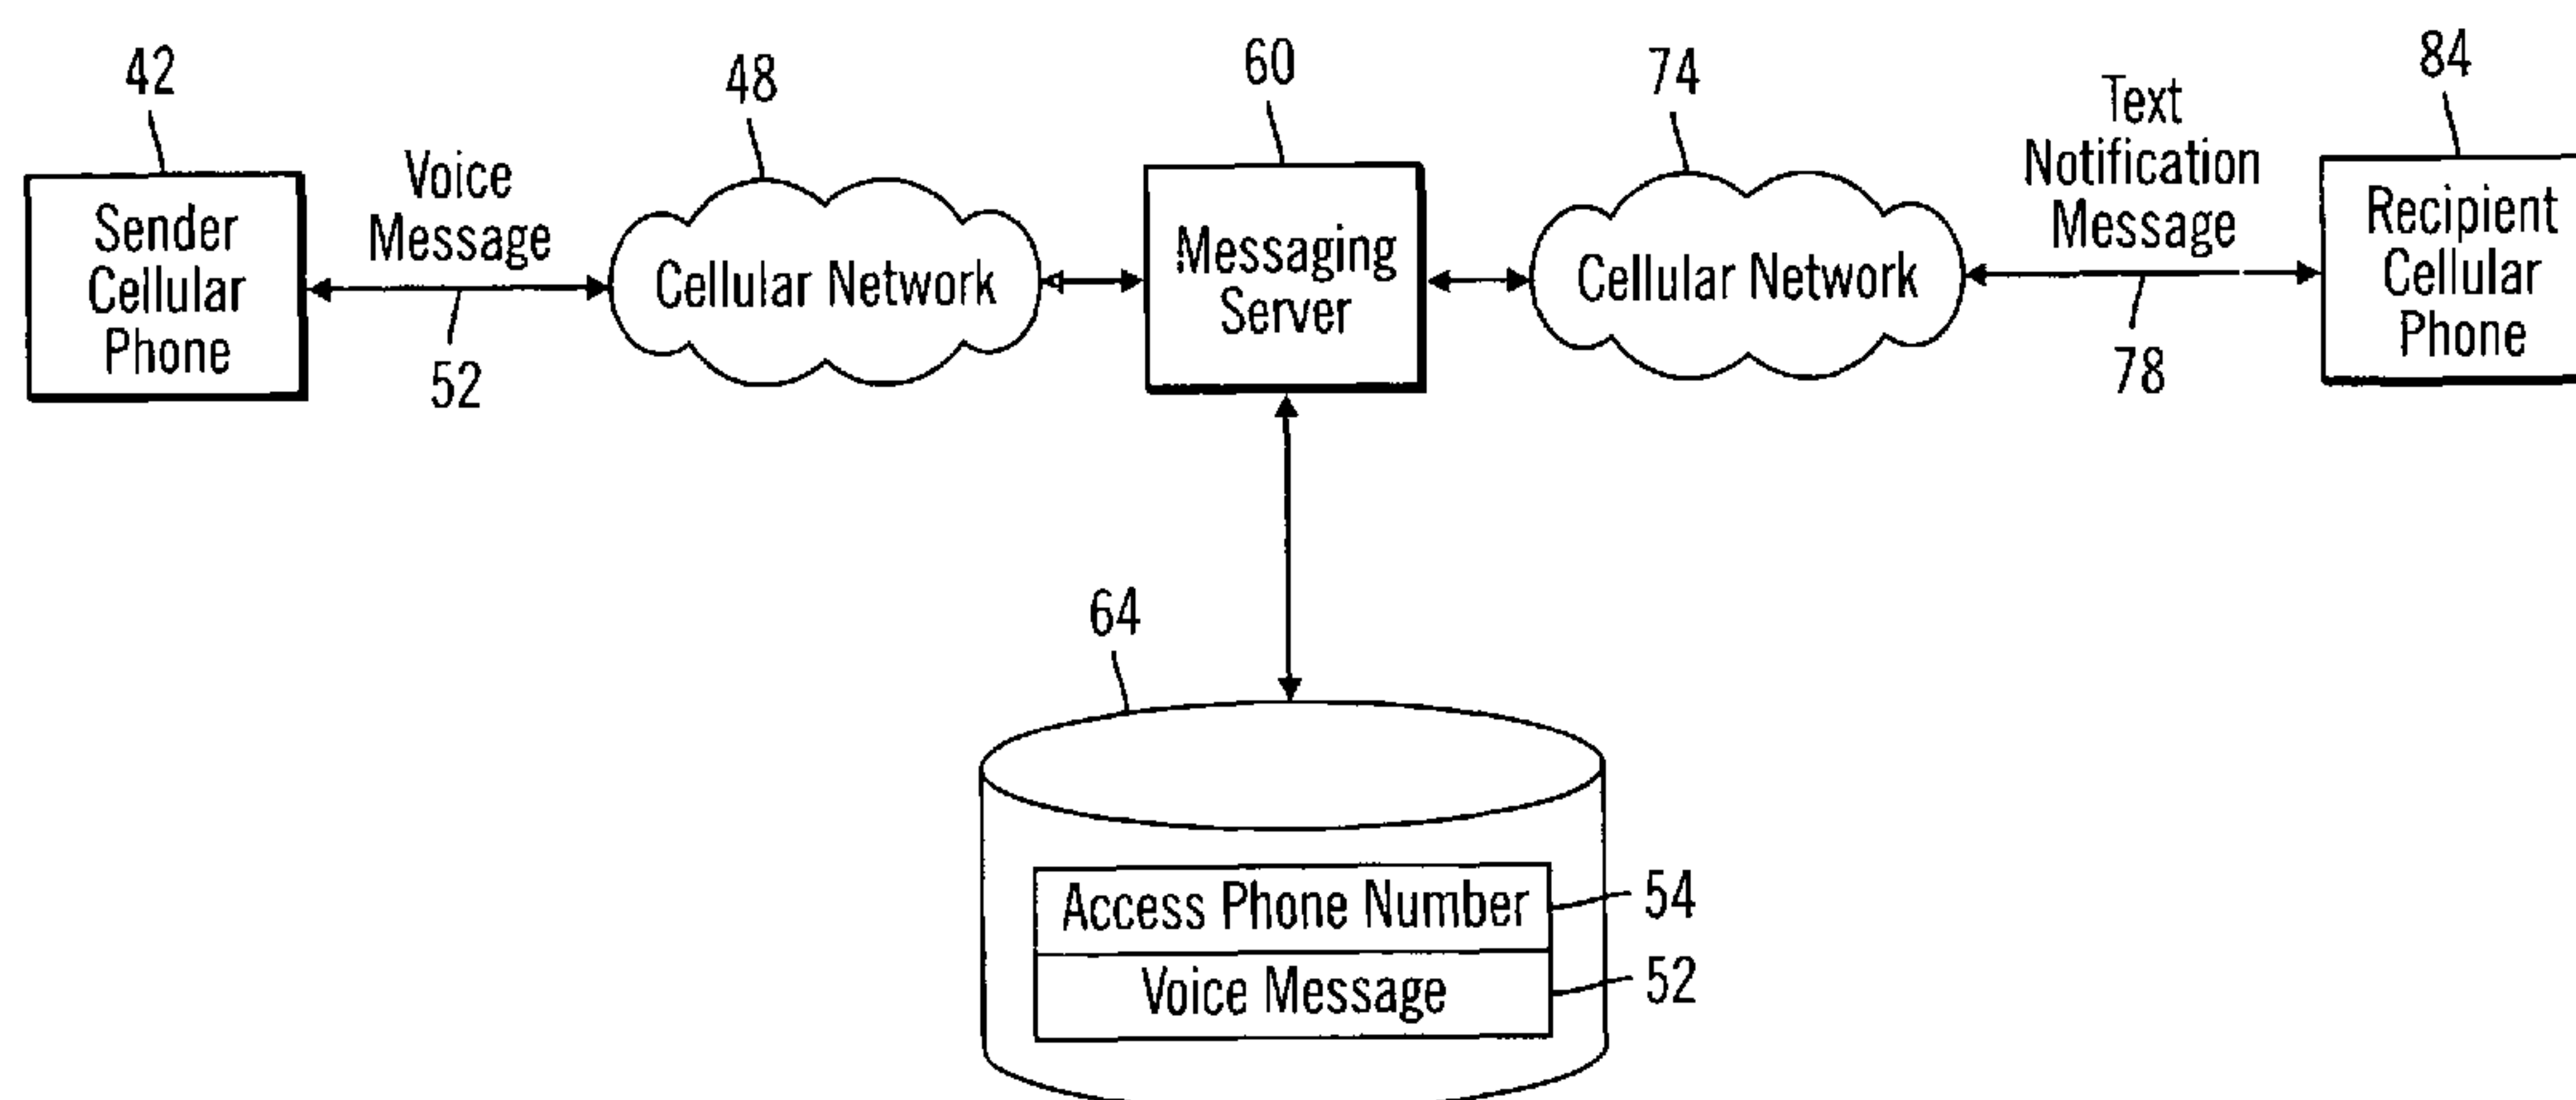 42
48
60
74
84
Voice
Message
Text
Notification
Message
Sender
Cellular
Phone
Cellular Network
Messaging
Server
Cellular Network
Recipient
Cellular
Phone
52
78
64
Access Phone Number
54
Voice Message
52